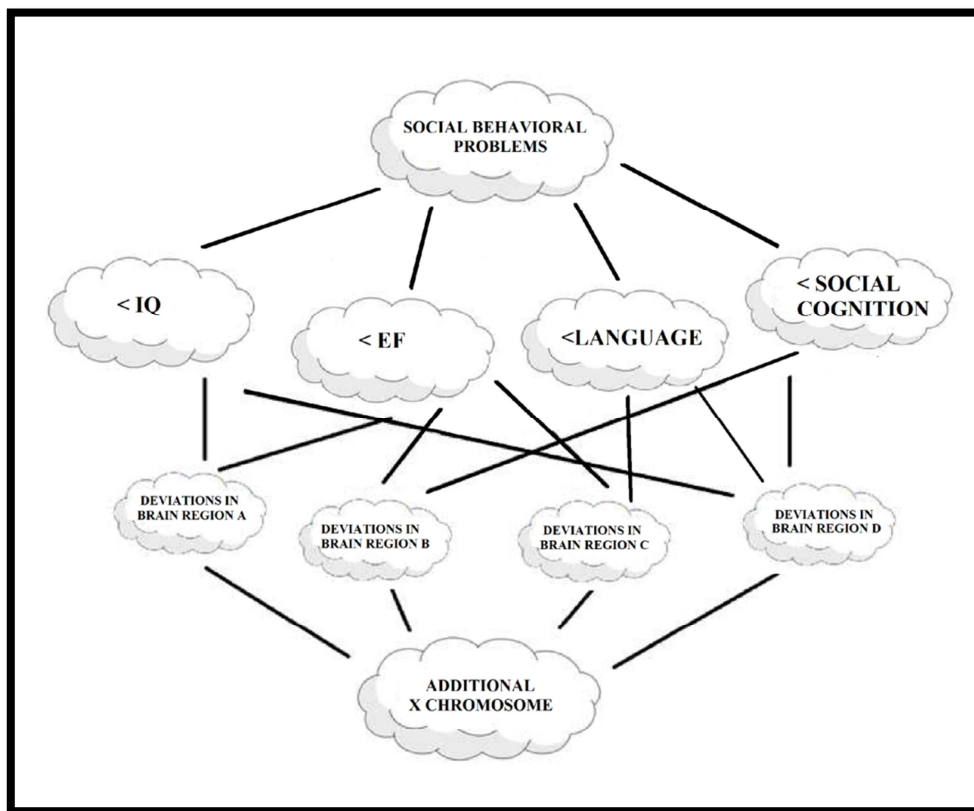 SOCIAL BEHAVIORAL
PROBLEMS
< IQ
< EF
<LANGUAGE
< SOCIAL
COGNITION
DEVIATIONS IN
BRAIN REGION A
DEVIATIONS IN
BRAIN REGION B
DEVIATIONS IN
BRAIN REGION C
DEVIATIONS IN
BRAIN REGION D
ADDITIONAL
X CHROMOSOME